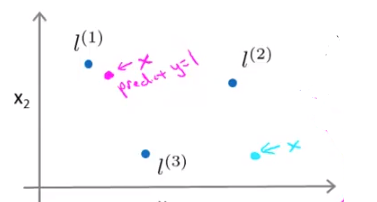 l^(1)
← x
predict y=1
l^(2)
x₂
← x
l^(3)